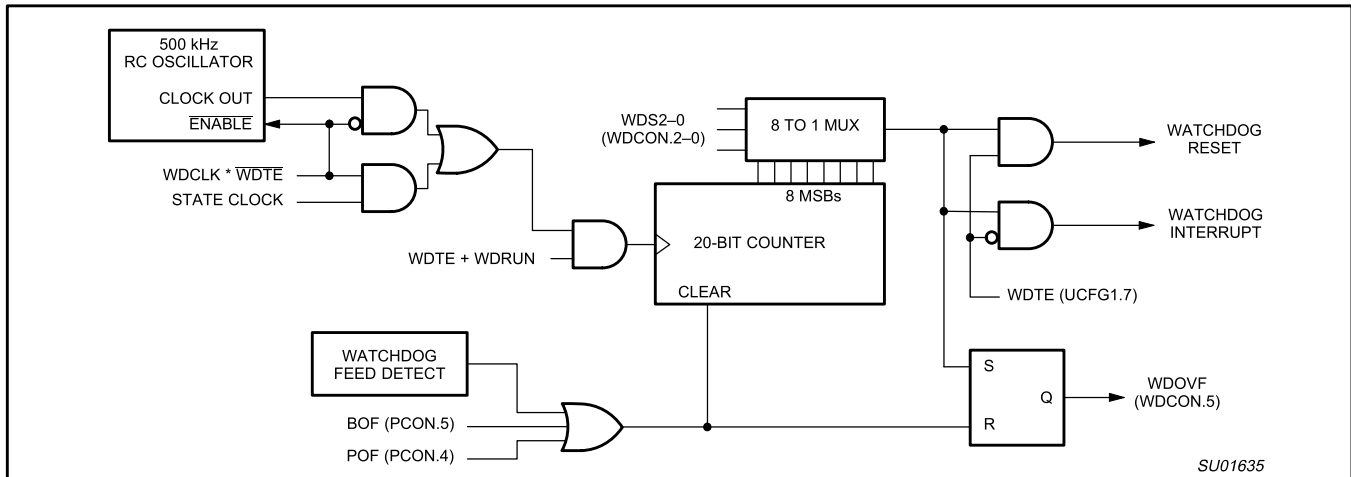 500 kHz
RC OSCILLATOR
CLOCK OUT
ENABLE
WDCLK * WDTE
STATE CLOCK
WDS2–0
(WDCON.2–0)
8 TO 1 MUX
8 MSBs
20-BIT COUNTER
WDTE + WDRUN
CLEAR
WATCHDOG
RESET
WATCHDOG
INTERRUPT
WDTE (UCFG1.7)
WATCHDOG
FEED DETECT
BOF (PCON.5)
POF (PCON.4)
S
Q
R
WDOVF
(WDCON.5)
SU01635